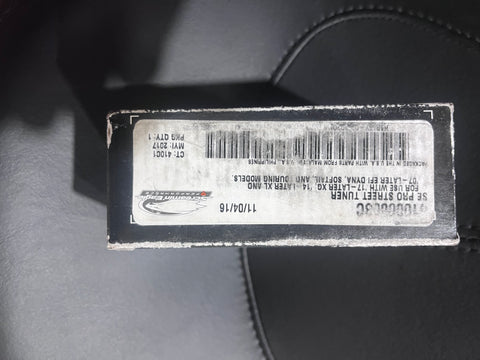 SE PRO STREET TUNER
FOR USE WITH '17-LATER XG, '14-LATER XL AND
'07-LATER EFI DYNA, SOFTAIL, AND TOURING MODELS.
PACKAGED IN THE U.S.A. WITH PARTS FROM
U.S.A. PHILIPPINES
11/04/16
Screamin' Eagle
CT: 41001
MYI: 2017
PKG QTY: 1